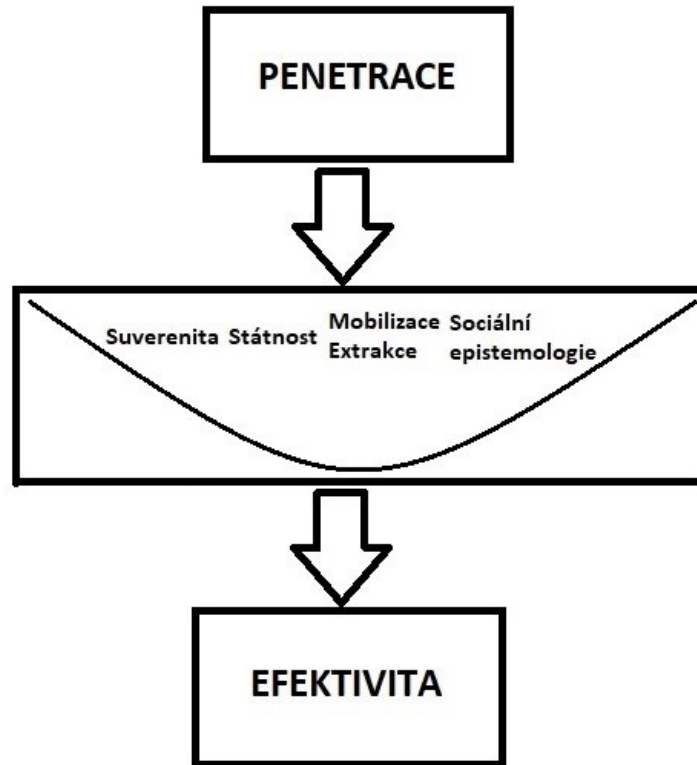 PENETRACE
Suverenita Státnost Mobilizace Sociální
Extrakce epistemologie
EFEKTIVITA